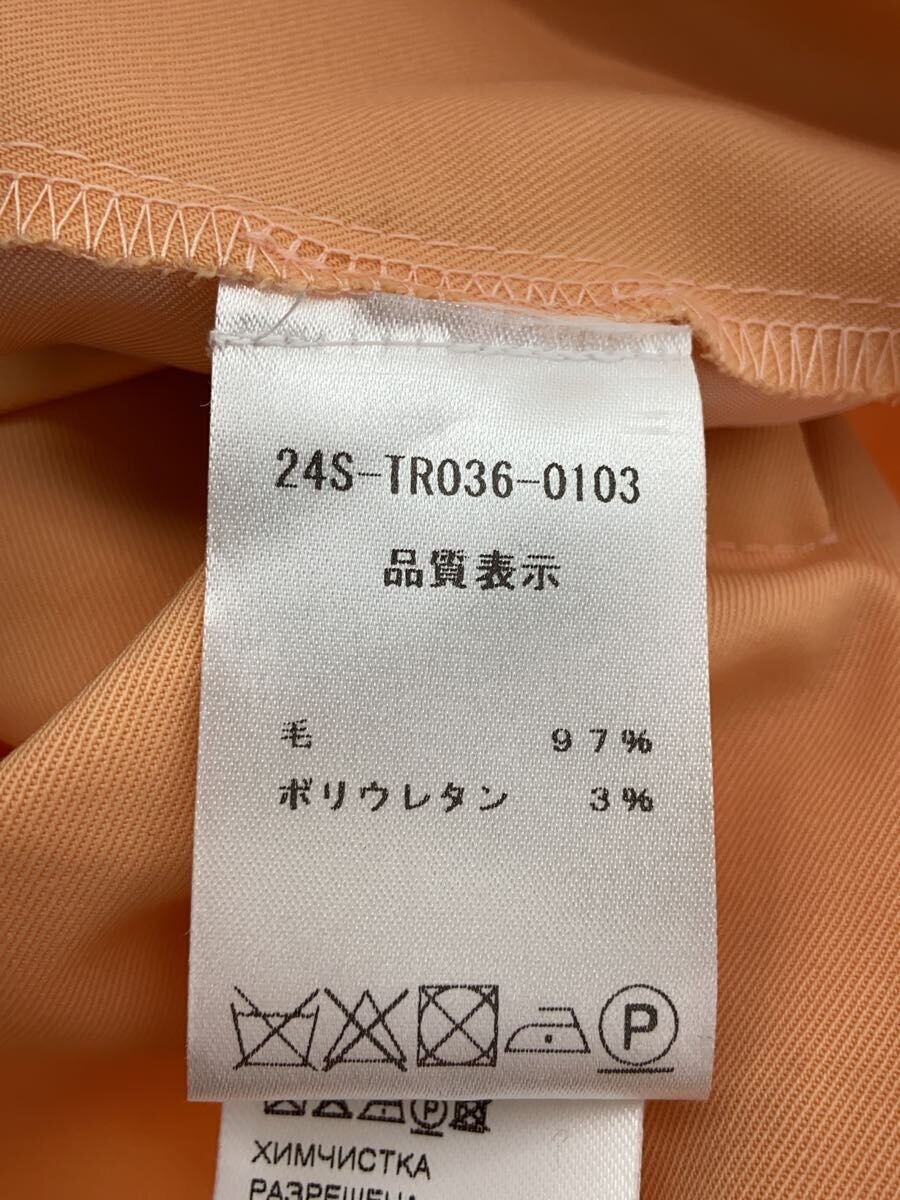 24S-TR036-0103
品質表示
毛 97%
ポリウレタン 3%
P
P
ХИМЧИСТКА
РАЗРЕШЕНА